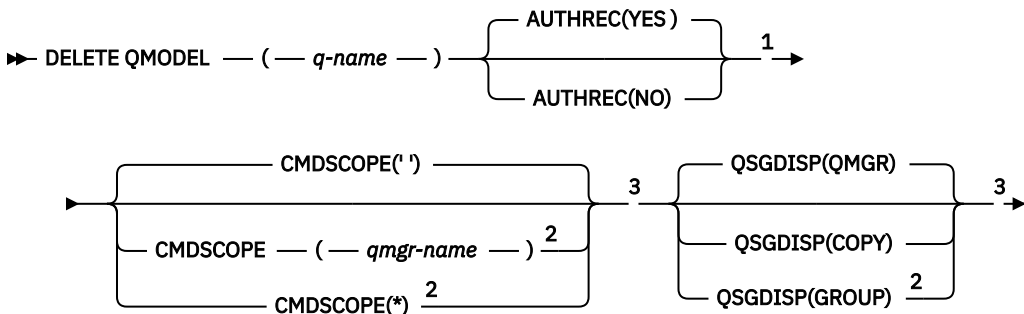 AUTHREC(YES )
DELETE QMODEL ( q-name ) 1
AUTHREC(NO)
CMDSCOPE(' ') QSGDISP(QMGR)
3 3
CMDSCOPE ( qmgr-name ) 2 QSGDISP(COPY)
CMDSCOPE(*) 2 QSGDISP(GROUP) 2